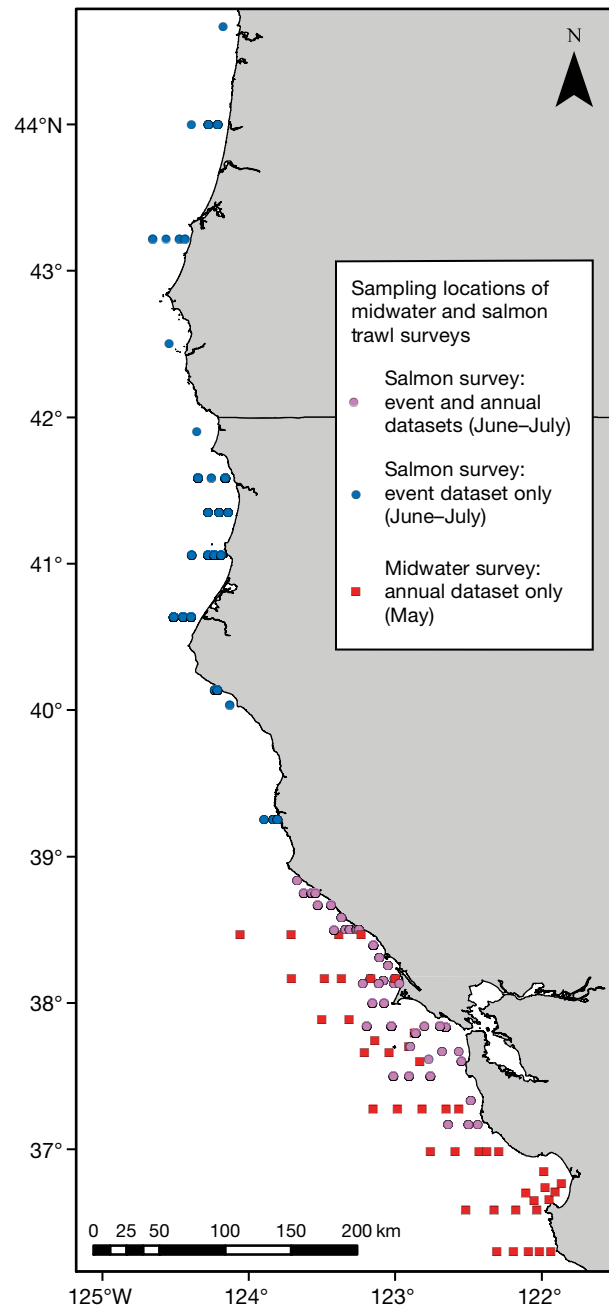 N
44°N
43°
42°
41°
40°
39°
38°
37°
Sampling locations of
midwater and salmon
trawl surveys
Salmon survey:
event and annual
datasets (June–July)
Salmon survey:
event dataset only
(June–July)
Midwater survey:
annual dataset only
(May)
0 25 50 100 150 200 km
125°W 124° 123° 122°